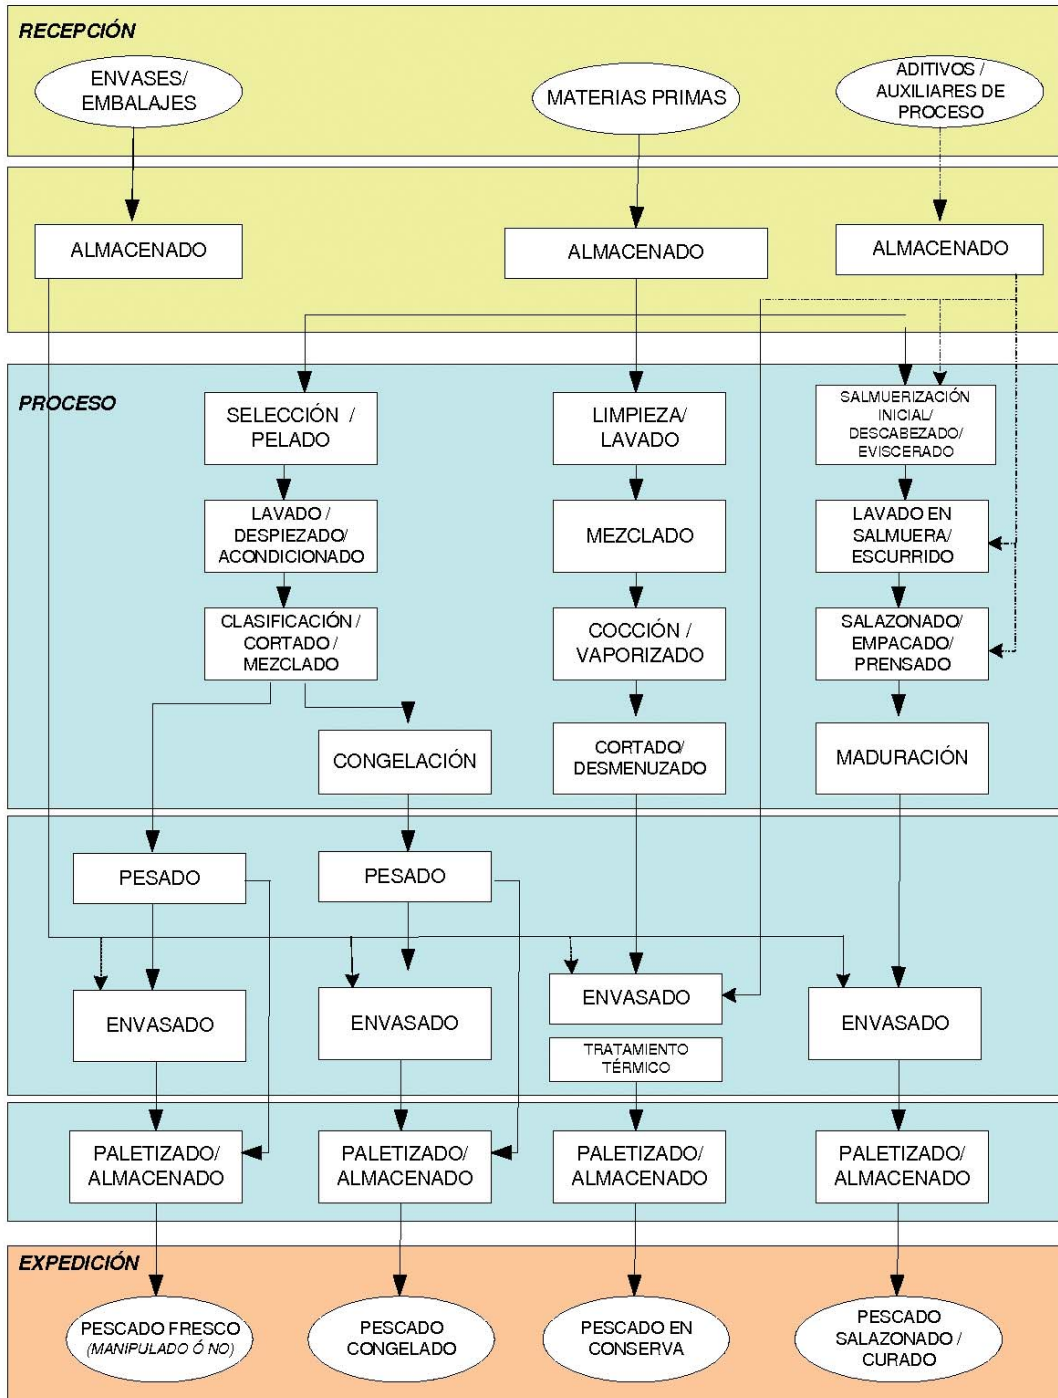 RECEPCIÓN
ENVASES/
EMBALAJES
MATERIAS PRIMAS
ADITIVOS /
AUXILIARES DE
PROCESO
ALMACENADO
ALMACENADO
ALMACENADO
PROCESO
SELECCIÓN /
PELADO
LIMPIEZA/
LAVADO
SALMUERIZACIÓN
INICIAL/
DESCABEZADO/
EVISCERADO
LAVADO /
DESPIEZADO/
ACONDICIONADO
MEZCLADO
LAVADO EN
SALMUERA/
ESCURRIDO
CLASIFICACIÓN /
CORTADO/
MEZCLADO
COCCIÓN /
VAPORIZADO
SALAZONADO/
EMPACADO/
PRENSADO
CONGELACIÓN
CORTADO/
DESMENUZADO
MADURACIÓN
PESADO
PESADO
ENVASADO
ENVASADO
ENVASADO
TRATAMIENTO
TÉRMICO
ENVASADO
PALETIZADO/
ALMACENADO
PALETIZADO/
ALMACENADO
PALETIZADO/
ALMACENADO
PALETIZADO/
ALMACENADO
EXPEDICIÓN
PESCADO FRESCO
(MANIPULADO Ó NO)
PESCADO
CONGELADO
PESCADO EN
CONSERVA
PESCADO
SALAZONADO /
CURADO